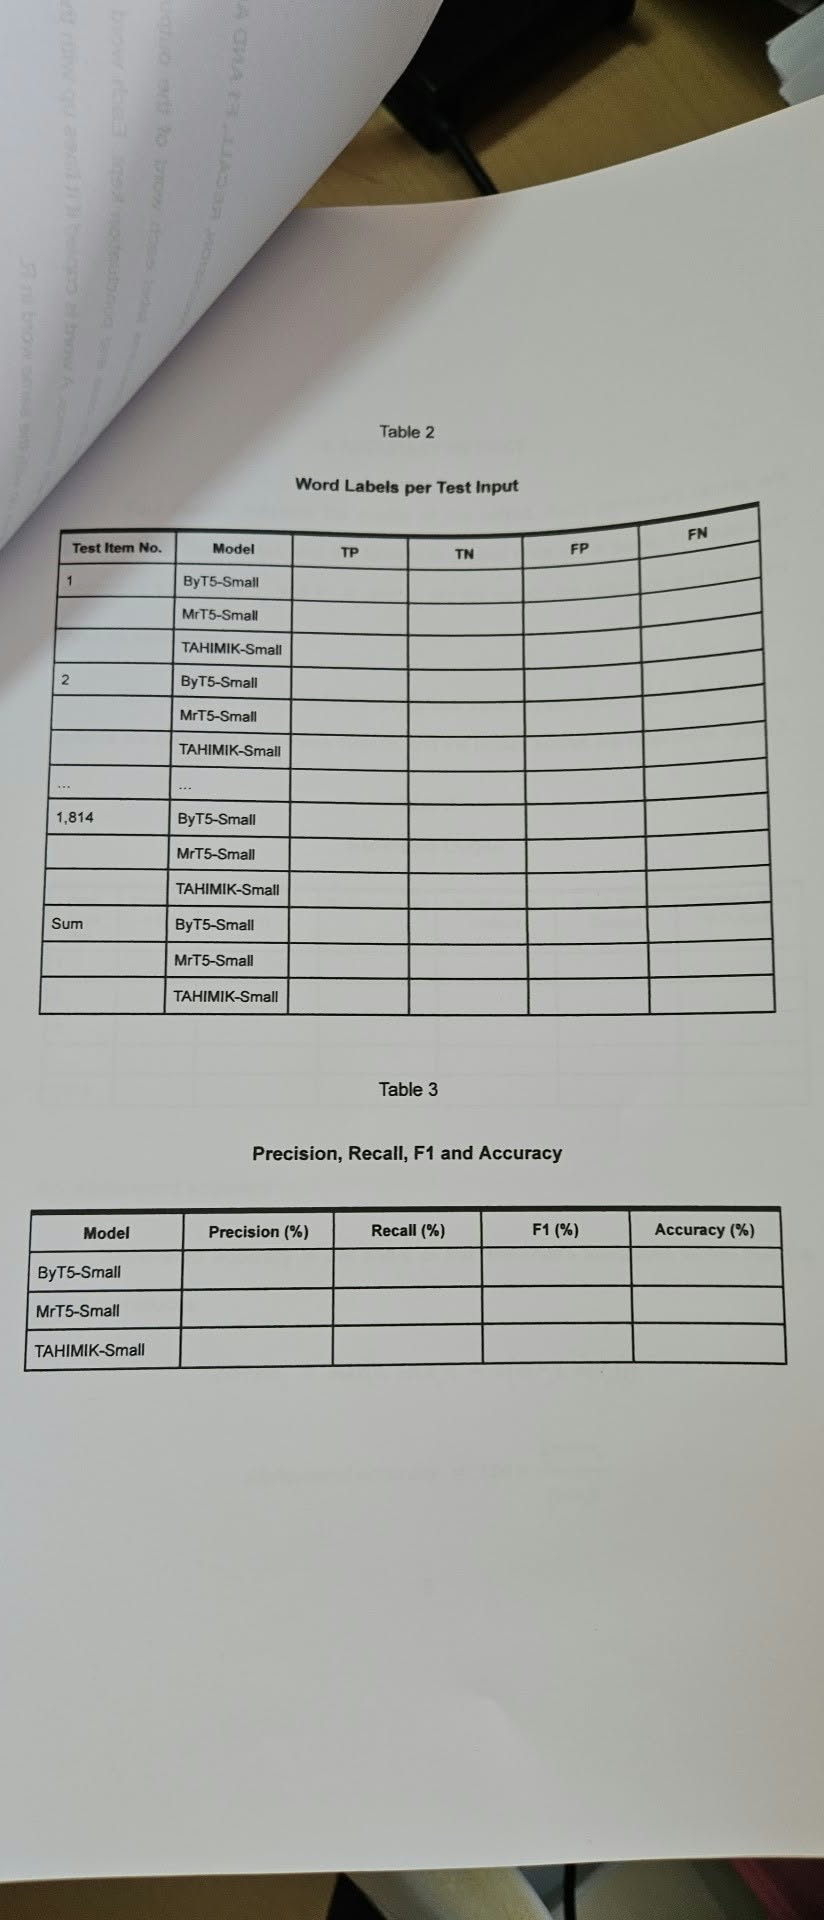 Table 2
Word Labels per Test Input
Test Item No. Model TP TN FP FN
1 ByT5-Small
MrT5-Small
TAHIMIK-Small
2 ByT5-Small
MrT5-Small
TAHIMIK-Small
... ...
1,814 ByT5-Small
MrT5-Small
TAHIMIK-Small
Sum ByT5-Small
MrT5-Small
TAHIMIK-Small
Table 3
Precision, Recall, F1 and Accuracy
Model Precision (%) Recall (%) F1 (%) Accuracy (%)
ByT5-Small
MrT5-Small
TAHIMIK-Small